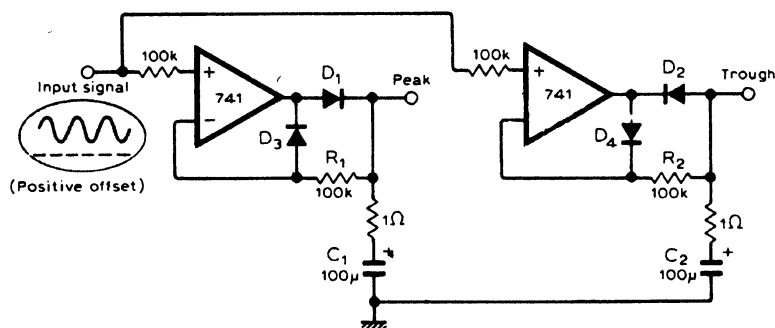 100k
+
741
−
Input signal
(Positive offset)
D1
Peak
D3
R1
100k
1Ω
C1
+
100µ
100k
+
741
−
D2
Trough
D4
R2
100k
1Ω
C2
+
100µ